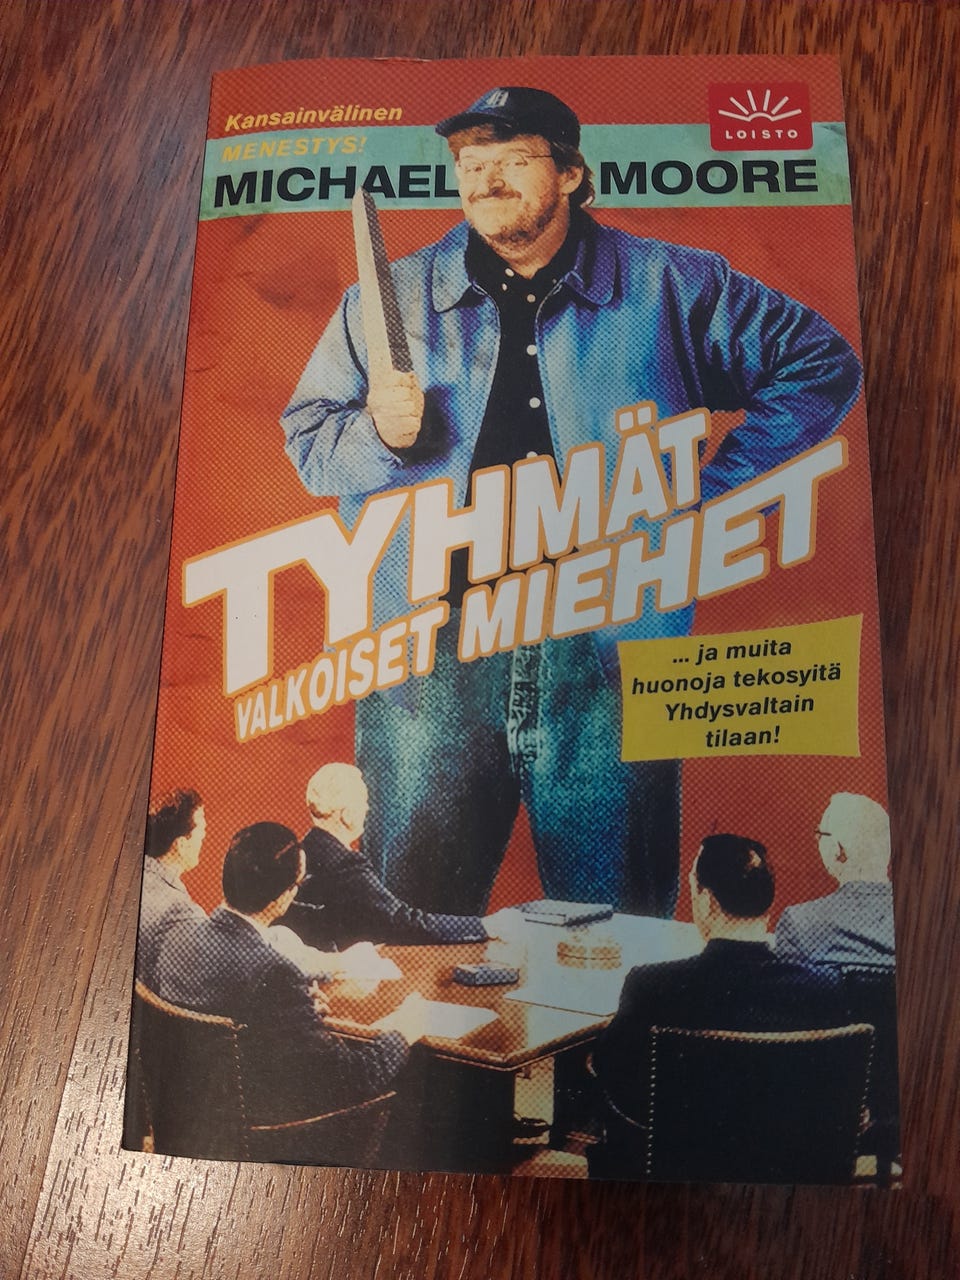 Kansainvälinen
MENESTYS!
LOISTO
MICHAEL MOORE
TYHMÄT
VALKOISET MIEHET
... ja muita
huonoja tekosyitä
Yhdysvaltain
tilaan!